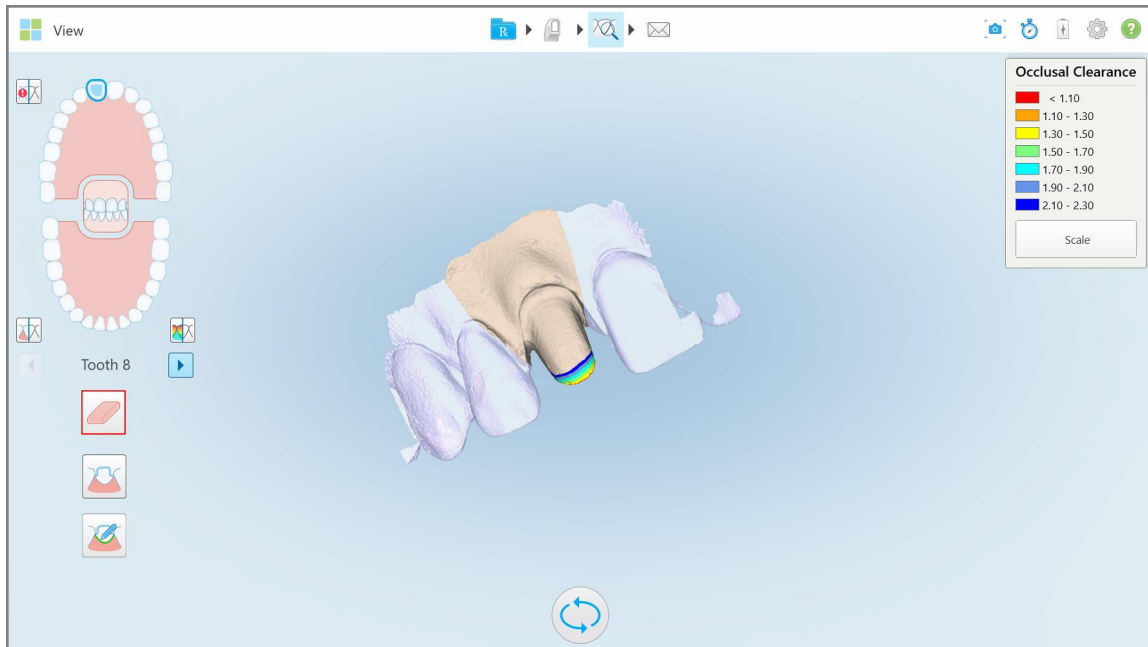 View
R
Occlusal Clearance
< 1.10
1.10 - 1.30
1.30 - 1.50
1.50 - 1.70
1.70 - 1.90
1.90 - 2.10
2.10 - 2.30
Scale
Tooth 8